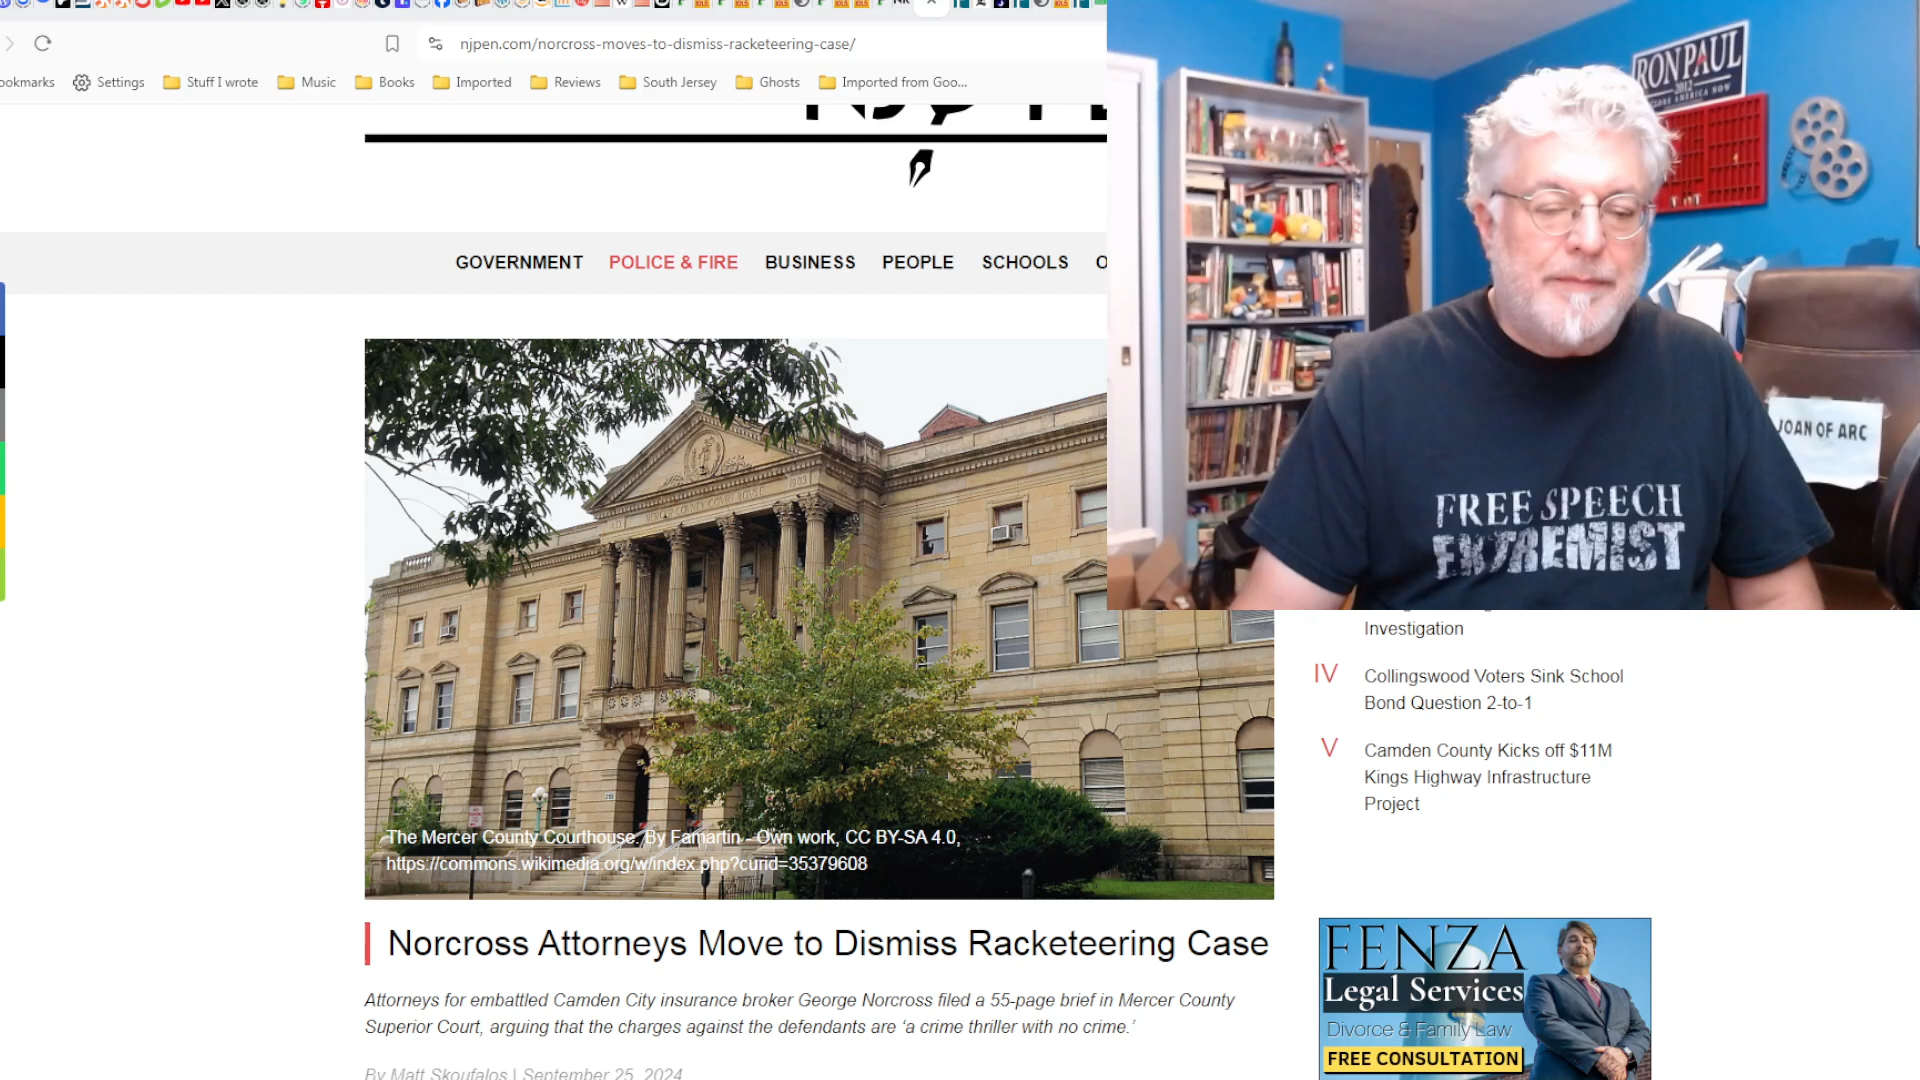 njpen.com/norcross-moves-to-dismiss-racketeering-case/
ookmarks Settings Stuff I wrote Music Books Imported Reviews South Jersey Ghosts Imported from Goo...
GOVERNMENT POLICE & FIRE BUSINESS PEOPLE SCHOOLS O
RON PAUL
2012
AMERICA NOW
JOAN OF ARC
FREE SPEECH
EXTREMIST
Investigation
IV Collingswood Voters Sink School
Bond Question 2-to-1
V Camden County Kicks off $11M
Kings Highway Infrastructure
Project
The Mercer County Courthouse. By Famartin - Own work, CC BY-SA 4.0,
https://commons.wikimedia.org/w/index.php?curid=35379608
Norcross Attorneys Move to Dismiss Racketeering Case
Attorneys for embattled Camden City insurance broker George Norcross filed a 55-page brief in Mercer County
Superior Court, arguing that the charges against the defendants are ‘a crime thriller with no crime.’
By Matt Skoufalos | September 25, 2024
FENZA
Legal Services
Divorce & Family Law
FREE CONSULTATION